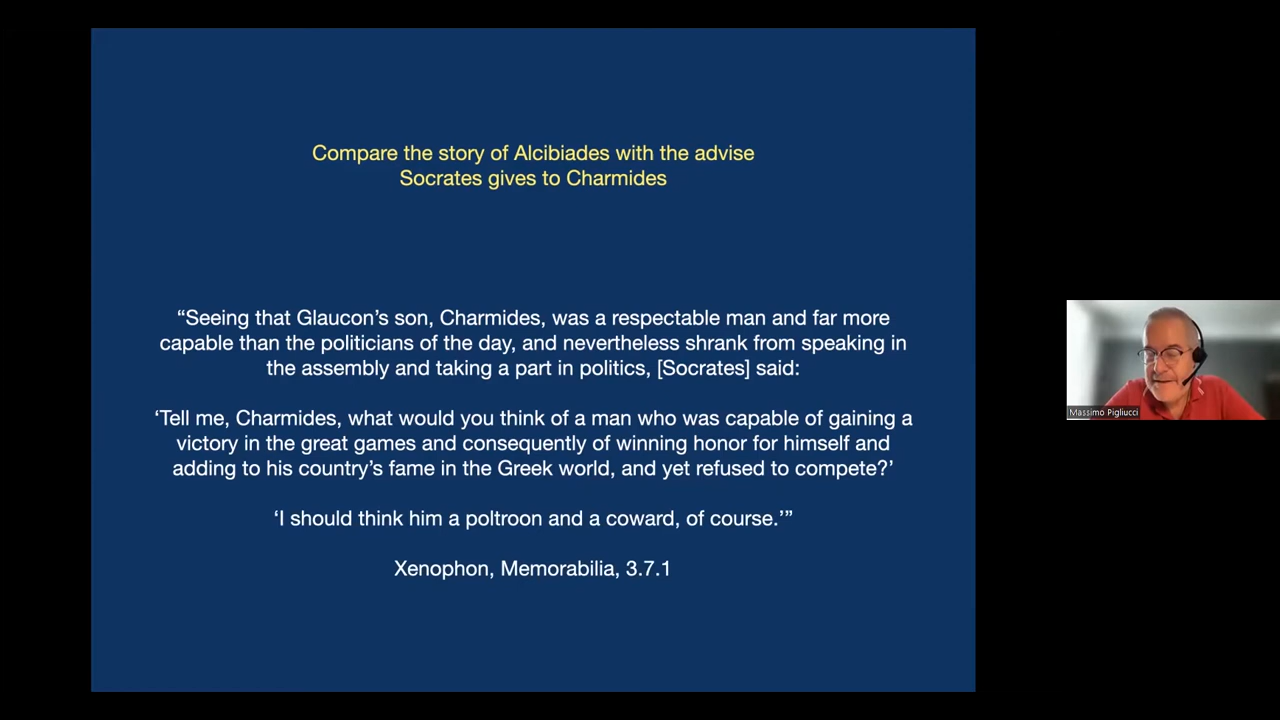 Compare the story of Alcibiades with the advise
Socrates gives to Charmides
“Seeing that Glaucon’s son, Charmides, was a respectable man and far more
capable than the politicians of the day, and nevertheless shrank from speaking in
the assembly and taking a part in politics, [Socrates] said:
‘Tell me, Charmides, what would you think of a man who was capable of gaining a
victory in the great games and consequently of winning honor for himself and
adding to his country’s fame in the Greek world, and yet refused to compete?’
‘I should think him a poltroon and a coward, of course.’”
Xenophon, Memorabilia, 3.7.1
Massimo Pigliucci